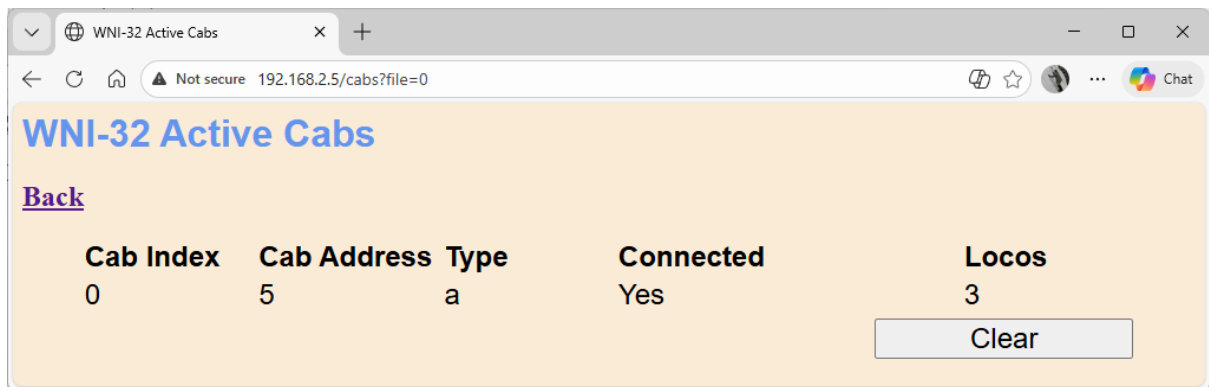 WNI-32 Active Cabs
Not secure 192.168.2.5/cabs?file=0
Chat
WNI-32 Active Cabs
Back
Cab Index Cab Address Type Connected Locos
0 5 a Yes 3
Clear